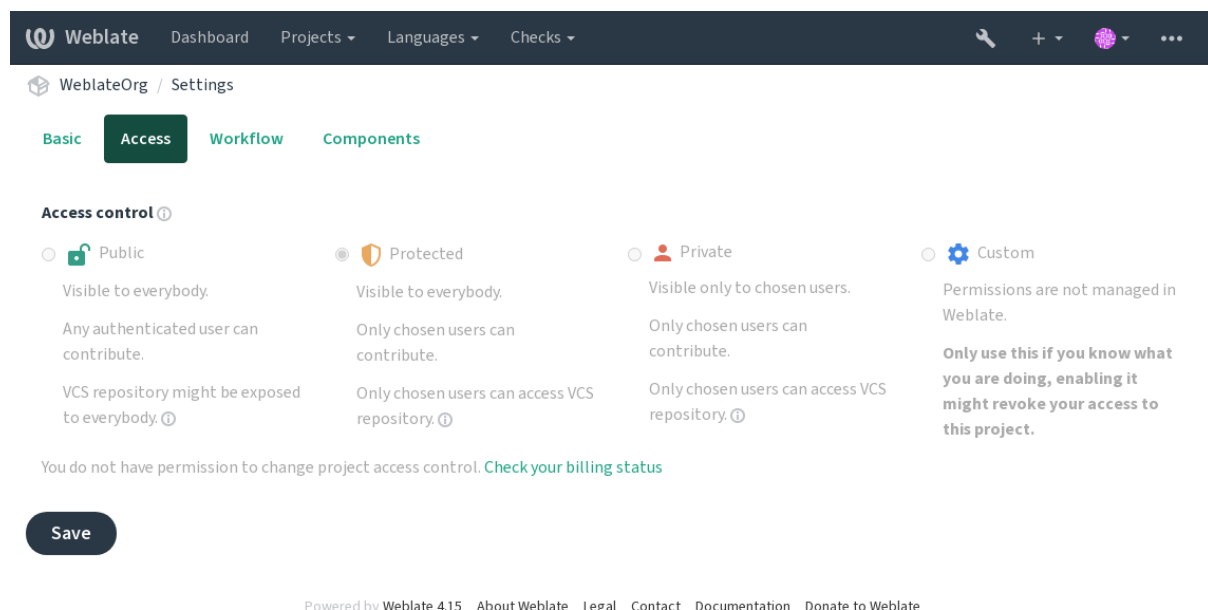 Weblate Dashboard Projects Languages Checks
WeblateOrg / Settings
Basic Access Workflow Components
Access control
Public
Visible to everybody.
Any authenticated user can
contribute.
VCS repository might be exposed
to everybody.
Protected
Visible to everybody.
Only chosen users can
contribute.
Only chosen users can access VCS
repository.
Private
Visible only to chosen users.
Only chosen users can
contribute.
Only chosen users can access VCS
repository.
Custom
Permissions are not managed in
Weblate.
Only use this if you know what
you are doing, enabling it
might revoke your access to
this project.
You do not have permission to change project access control. Check your billing status
Save
Powered by Weblate 4.15 About Weblate Legal Contact Documentation Donate to Weblate